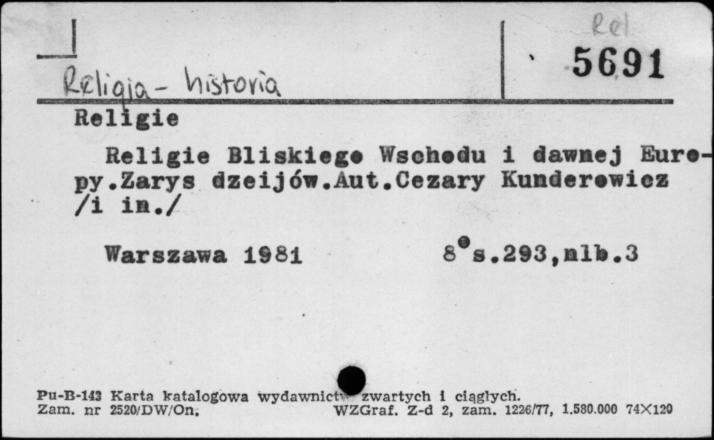 Rel
5691
Religia - historia
Religie
Religie Bliskiego Wschodu i dawnej Euro-
py.Zarys dzeijów.Aut.Cezary Kunderewicz
/i in./
Warszawa 1981 8° s.293,nlb.3
Pu-B-143 Karta katalogowa wydawnictw zwartych i ciągłych.
Zam. nr 2520/DW/On. WZGraf. Z-d 2, zam. 1226/77, 1.580.000 74X120